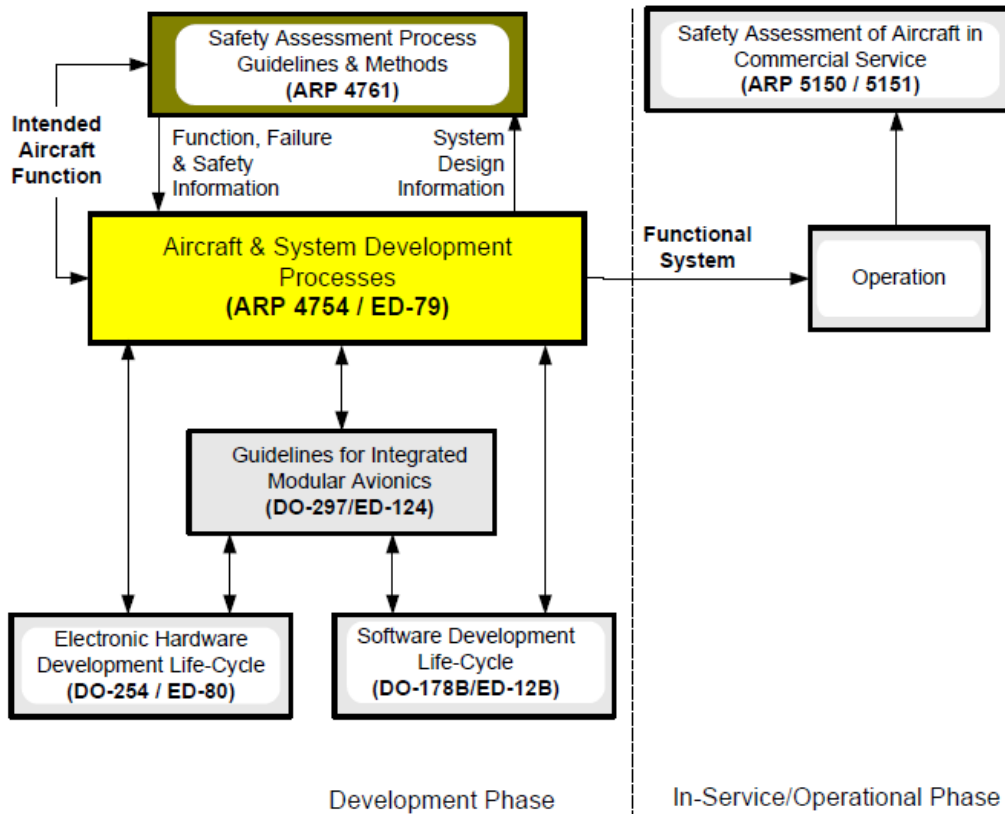 Safety Assessment Process
Guidelines & Methods
(ARP 4761)
Safety Assessment of Aircraft in
Commercial Service
(ARP 5150 / 5151)
Intended
Aircraft
Function
Function, Failure
& Safety
Information
System
Design
Information
Aircraft & System Development
Processes
(ARP 4754 / ED-79)
Functional
System
Operation
Guidelines for Integrated
Modular Avionics
(DO-297/ED-124)
Electronic Hardware
Development Life-Cycle
(DO-254 / ED-80)
Software Development
Life-Cycle
(DO-178B/ED-12B)
Development Phase
In-Service/Operational Phase